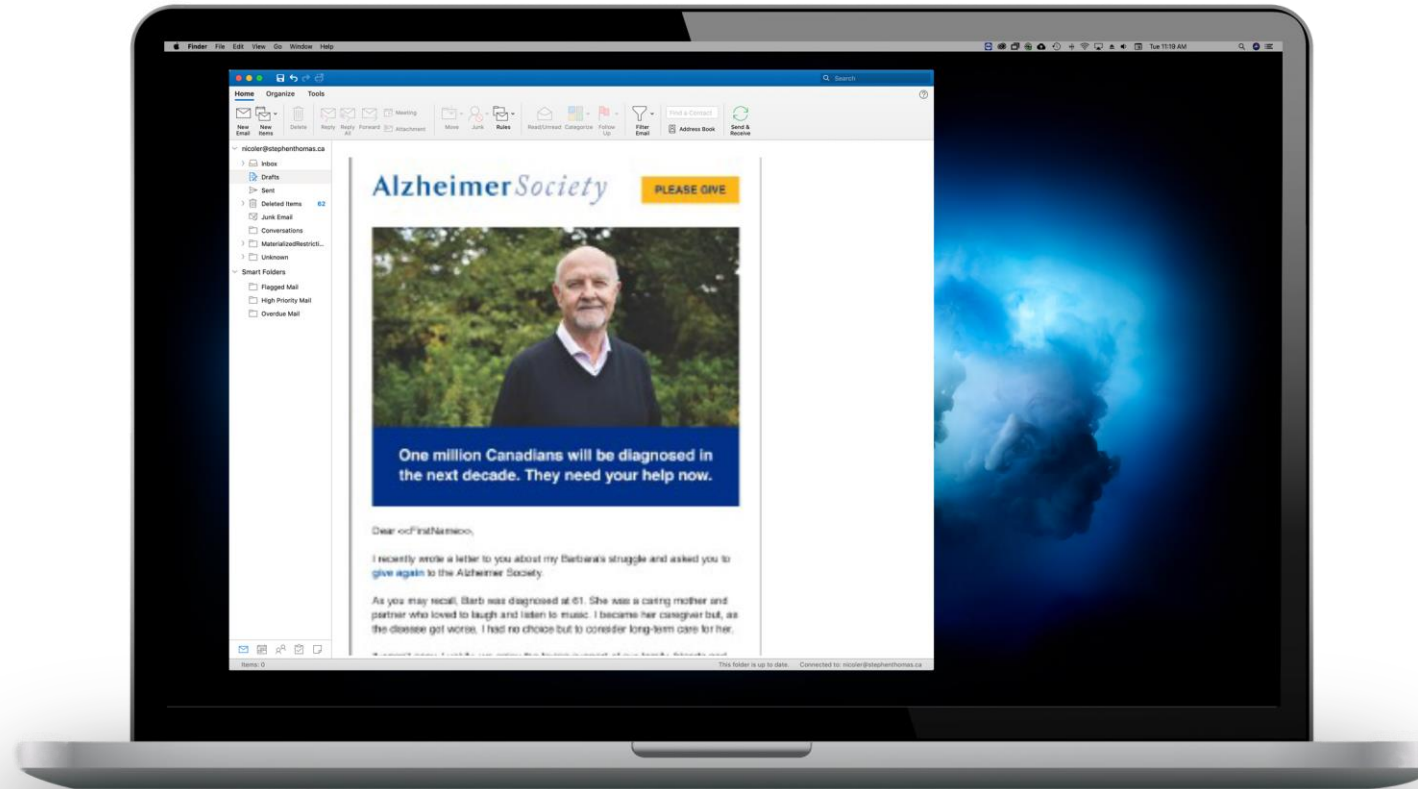 Finder File Edit View Go Window Help
Tue 11:19 AM
Search
Home Organize Tools
New Email
New Items
Delete
Reply
Reply All
Forward
Meeting
Attachment
Move
Junk
Rules
Read/Unread
Categorize
Follow Up
Filter Email
Find a Contact
Address Book
Send & Receive
nicoler@stephenthomas.ca
Inbox
Drafts
Sent
Deleted Items 62
Junk Email
Conversations
MaterializedRestricti...
Unknown
Smart Folders
Flagged Mail
High Priority Mail
Overdue Mail
AlzheimerSociety
PLEASE GIVE
One million Canadians will be diagnosed in
the next decade. They need your help now.
Dear <<FirstName>>,
I recently wrote a letter to you about my Barbara's struggle and asked you to
give again to the Alzheimer Society.
As you may recall, Barb was diagnosed at 61. She was a caring mother and
partner who loved to laugh and listen to music. I became her caregiver but, as
the disease got worse, I had no choice but to consider long-term care for her.
Items: 0
This folder is up to date. Connected to: nicoler@stephenthomas.ca